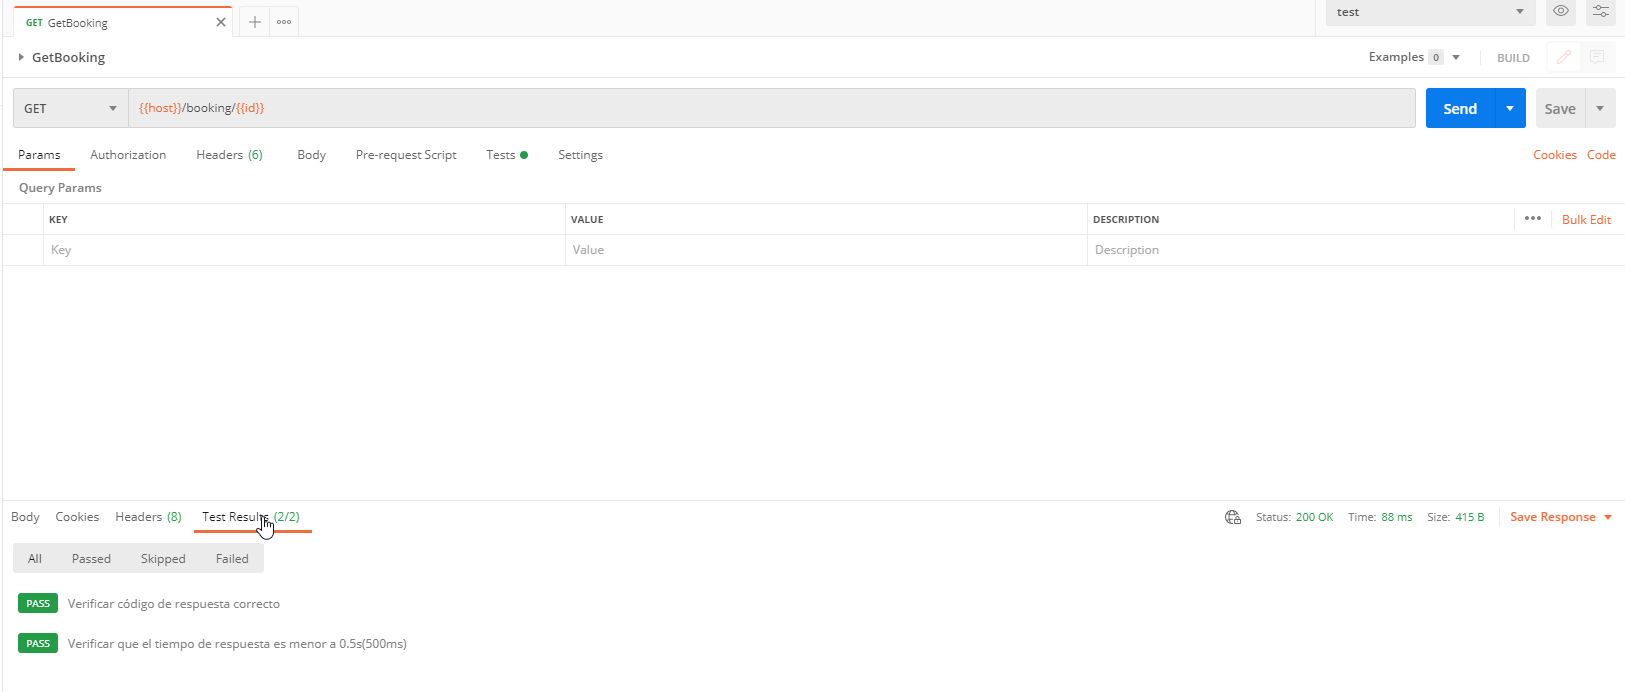 GET GetBooking
test
GetBooking
Examples 0
BUILD
GET
{{host}}/booking/{{id}}
Send
Save
Params Authorization Headers (6) Body Pre-request Script Tests Settings
Cookies Code
Query Params
KEY VALUE DESCRIPTION
Bulk Edit
Key Value Description
Body Cookies Headers (8) Test Results (2/2)
Status: 200 OK Time: 88 ms Size: 415 B
Save Response
All Passed Skipped Failed
PASS Verificar código de respuesta correcto
PASS Verificar que el tiempo de respuesta es menor a 0.5s(500ms)